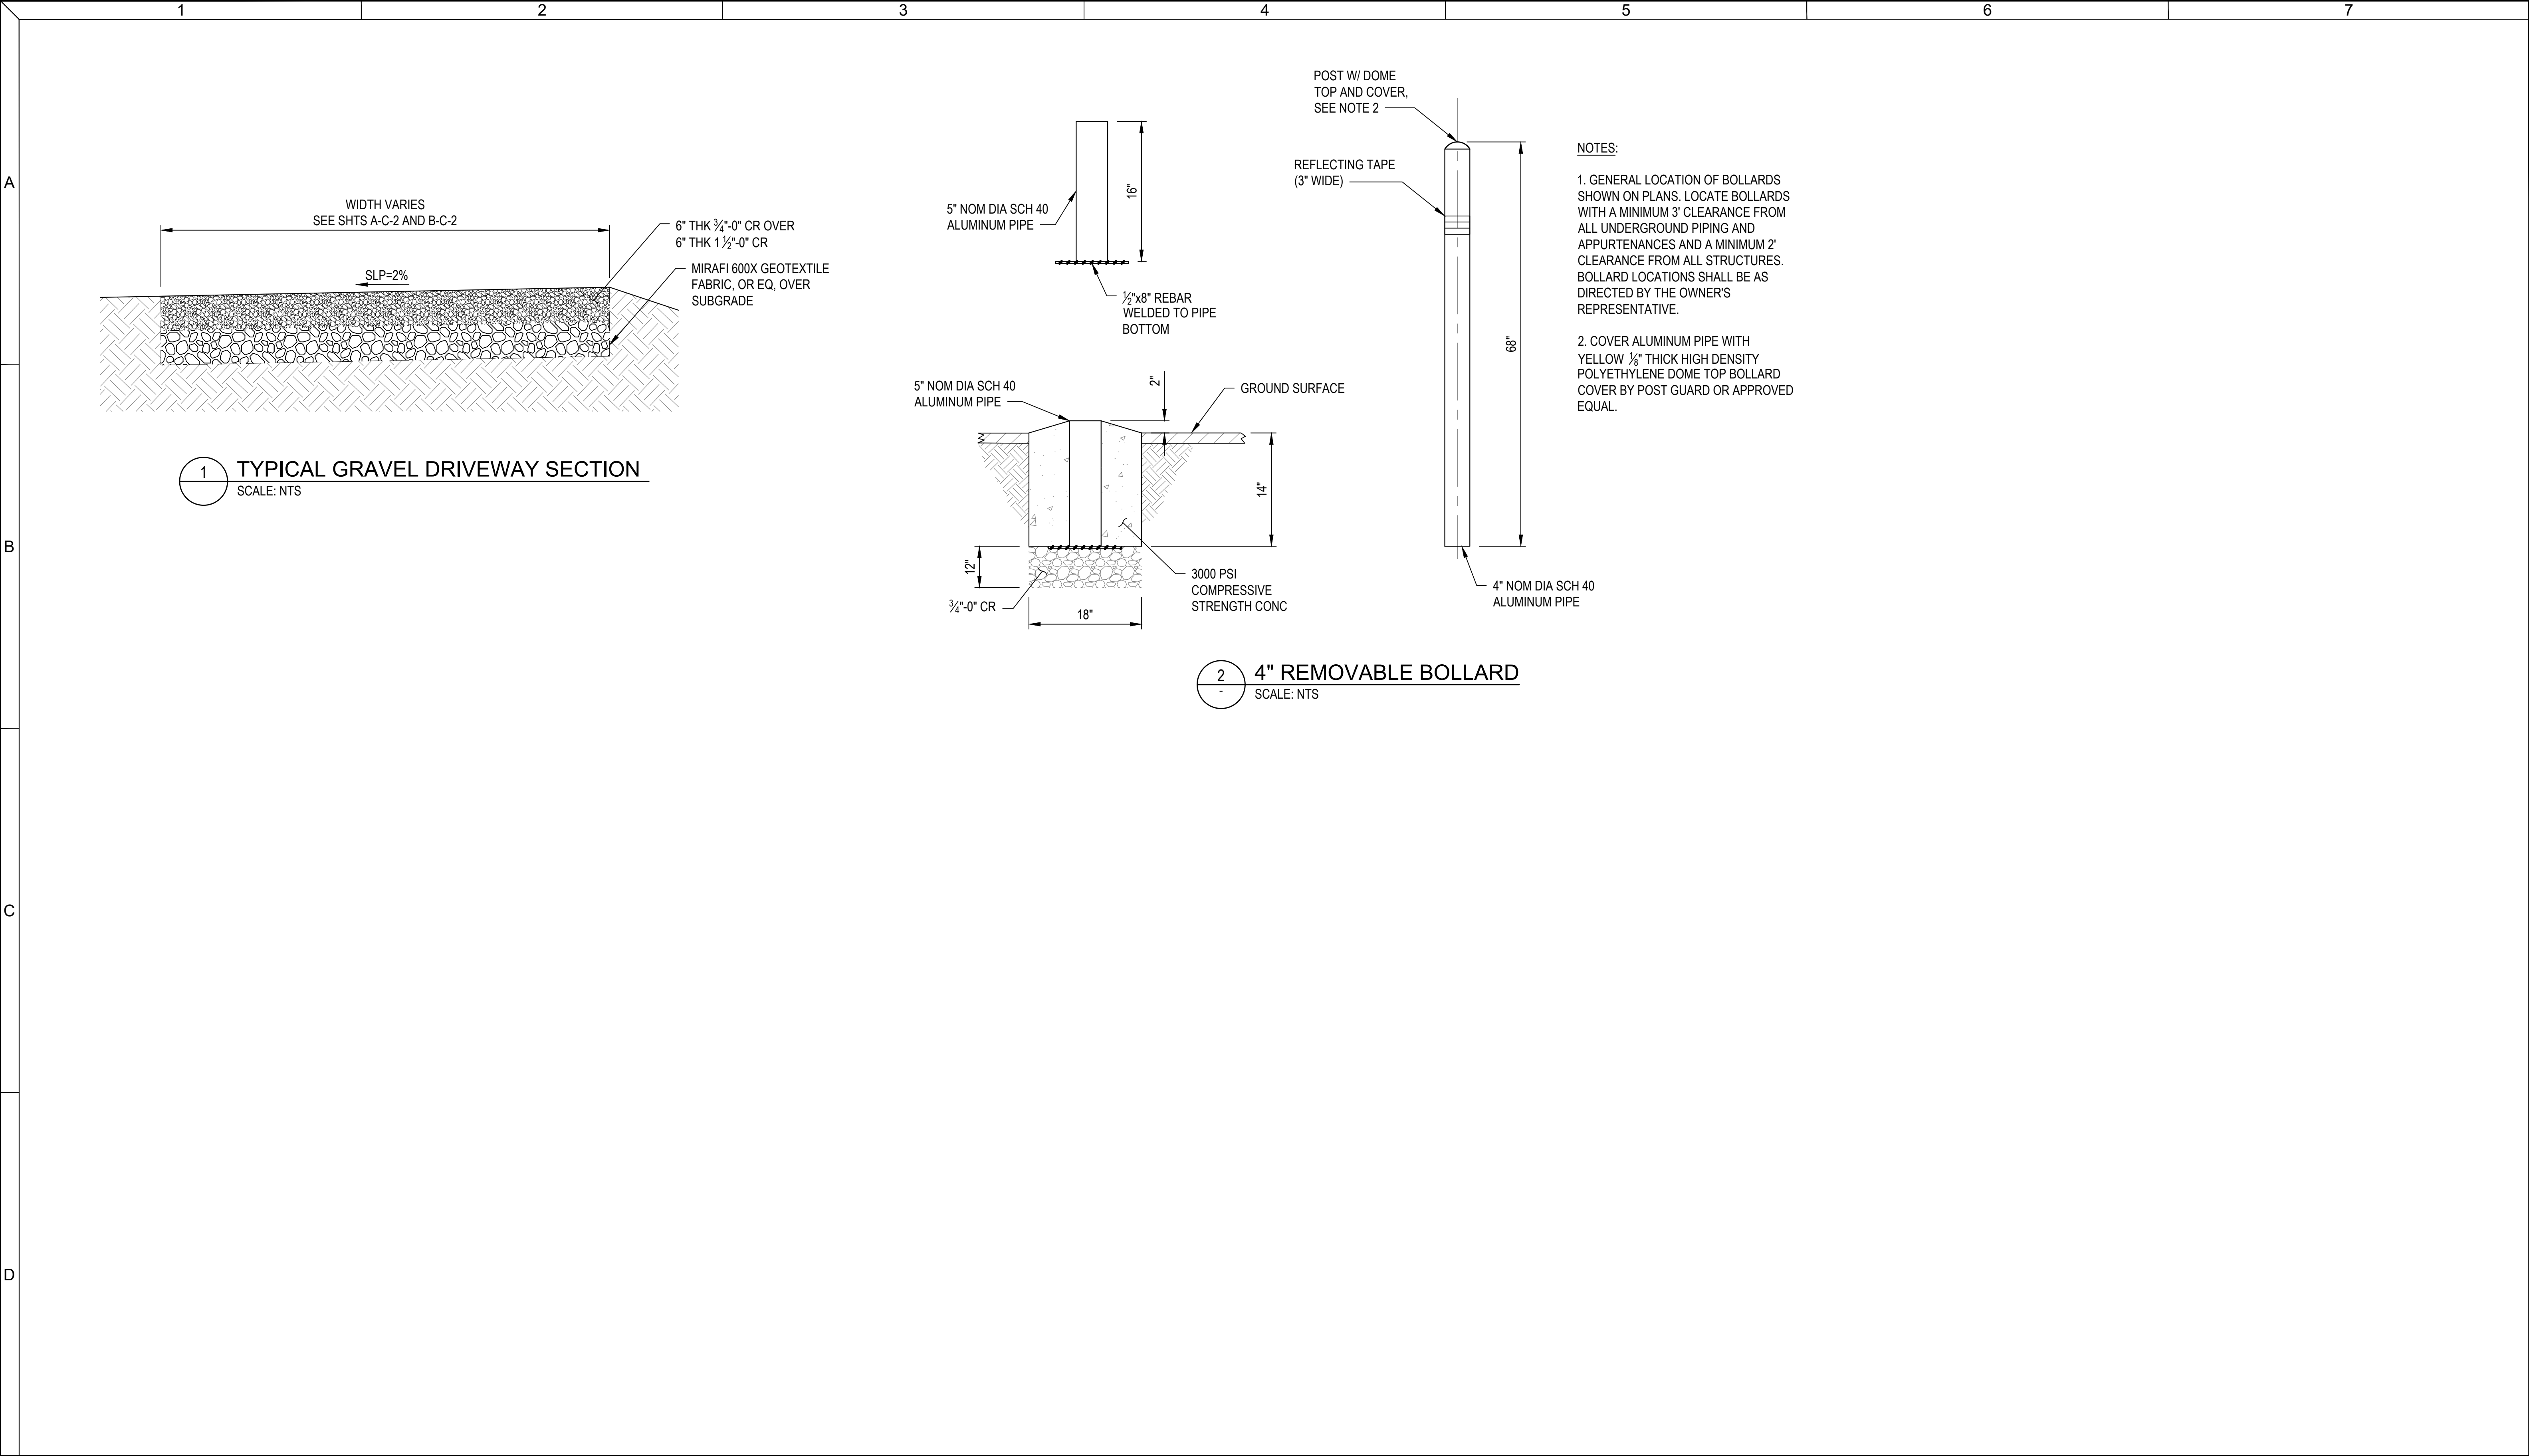 1 2 3 4 5 6 7
A
B
C
D
WIDTH VARIES
SEE SHTS A-C-2 AND B-C-2
SLP=2%
6" THK ¾"-0" CR OVER
6" THK 1 ½"-0" CR
MIRAFI 600X GEOTEXTILE
FABRIC, OR EQ, OVER
SUBGRADE
1
TYPICAL GRAVEL DRIVEWAY SECTION
SCALE: NTS
5" NOM DIA SCH 40
ALUMINUM PIPE
16"
½"x8" REBAR
WELDED TO PIPE
BOTTOM
5" NOM DIA SCH 40
ALUMINUM PIPE
2"
GROUND SURFACE
14"
12"
¾"-0" CR
18"
3000 PSI
COMPRESSIVE
STRENGTH CONC
POST W/ DOME
TOP AND COVER,
SEE NOTE 2
REFLECTING TAPE
(3" WIDE)
68"
4" NOM DIA SCH 40
ALUMINUM PIPE
2
-
4" REMOVABLE BOLLARD
SCALE: NTS
NOTES:
1. GENERAL LOCATION OF BOLLARDS
SHOWN ON PLANS. LOCATE BOLLARDS
WITH A MINIMUM 3' CLEARANCE FROM
ALL UNDERGROUND PIPING AND
APPURTENANCES AND A MINIMUM 2'
CLEARANCE FROM ALL STRUCTURES.
BOLLARD LOCATIONS SHALL BE AS
DIRECTED BY THE OWNER'S
REPRESENTATIVE.
2. COVER ALUMINUM PIPE WITH
YELLOW ⅛" THICK HIGH DENSITY
POLYETHYLENE DOME TOP BOLLARD
COVER BY POST GUARD OR APPROVED
EQUAL.